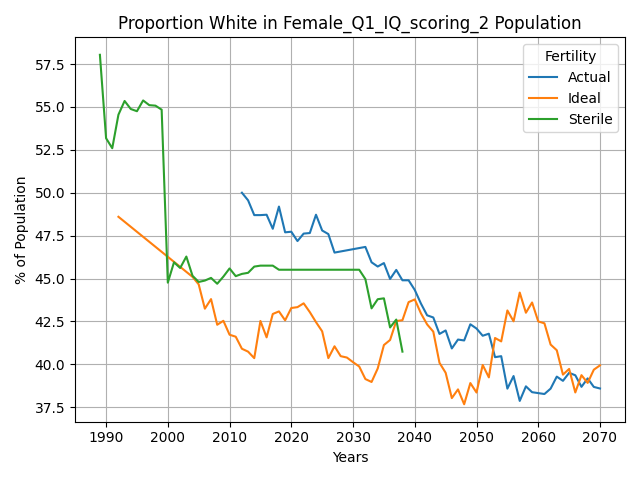 Proportion White in Female_Q1_IQ_scoring_2 Population
Fertility
Actual
Ideal
Sterile
% of Population
57.5
55.0
52.5
50.0
47.5
45.0
42.5
40.0
37.5
1990 2000 2010 2020 2030 2040 2050 2060 2070
Years